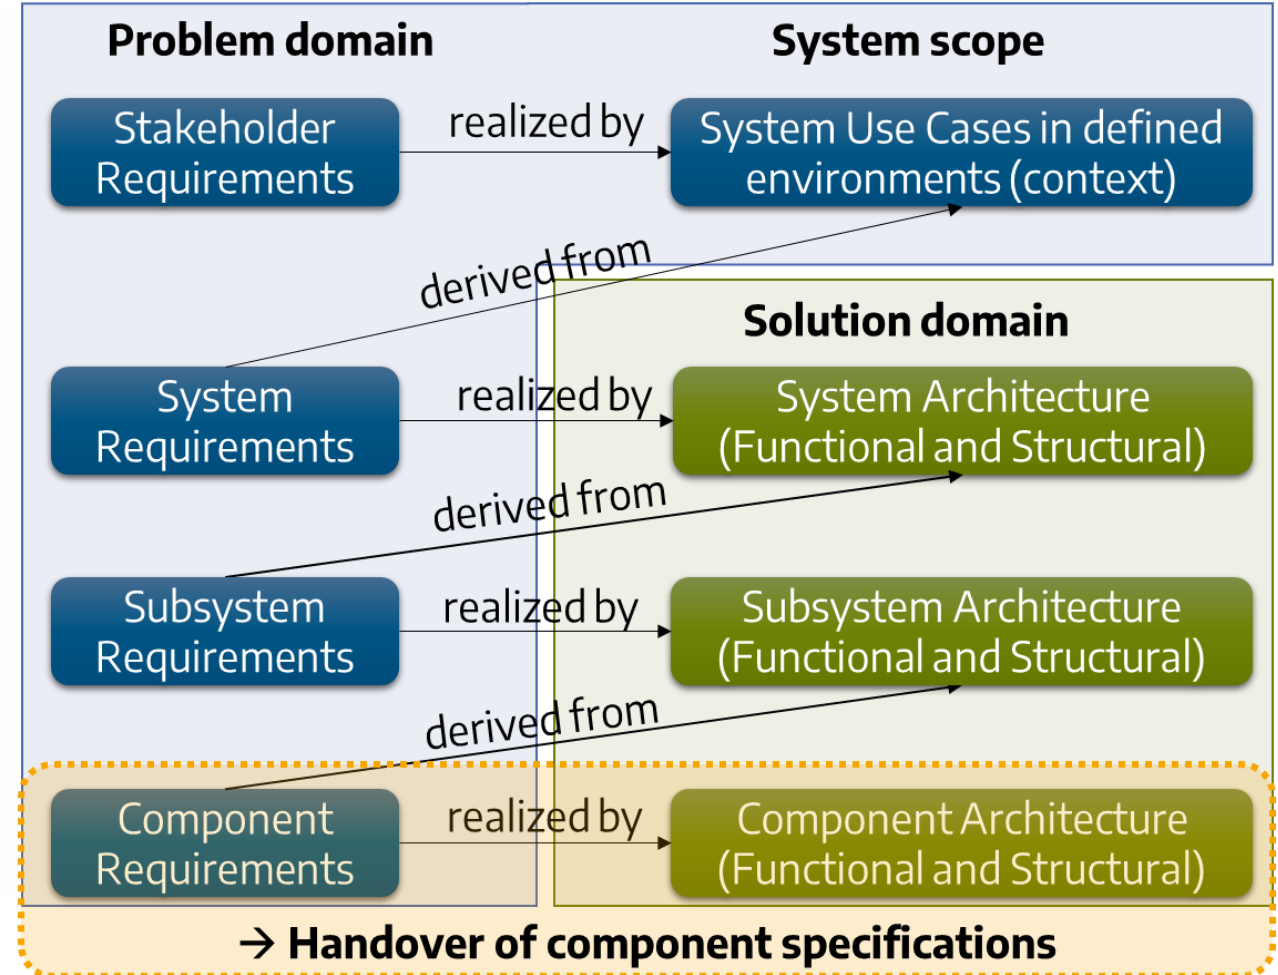 Problem domain
System scope
Stakeholder
Requirements
realized by
System Use Cases in defined
environments (context)
derived from
Solution domain
System
Requirements
realized by
System Architecture
(Functional and Structural)
derived from
Subsystem
Requirements
realized by
Subsystem Architecture
(Functional and Structural)
derived from
Component
Requirements
realized by
Component Architecture
(Functional and Structural)
→ Handover of component specifications